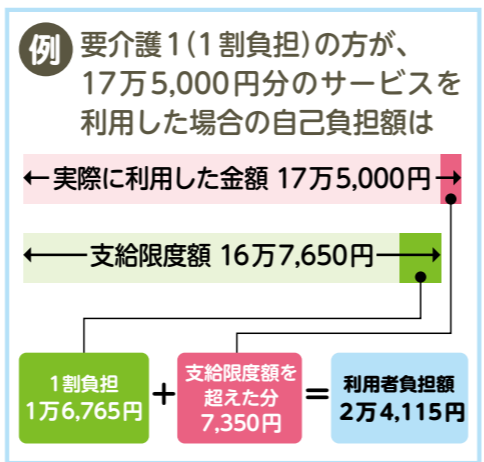 例 要介護1(1割負担)の方が、
17万5,000円分のサービスを
利用した場合の自己負担額は
実際に利用した金額 17万5,000円
支給限度額 16万7,650円
1割負担
1万6,765円
+
支給限度額を
超えた分
7,350円
=
利用者負担額
2万4,115円